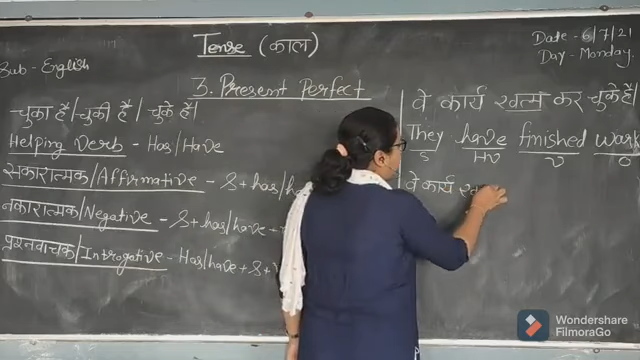 Sub - English
Tense (काल)
Date - 6/7/21
Day - Monday.
3. Present Perfect
चुका हैं / चुकी हैं / चुके हैं।
Helping Verb - Has/Have
सकारात्मक/Affirmative - S + has/ha
नकारात्मक/Negative - S + has/have +
प्रश्नवाचक/Introgative - Has/have + S +
वे कार्य खत्म कर चुके हैं।
They have finished work
S HV V O
वे कार्य ख
Wondershare
FilmoraGo